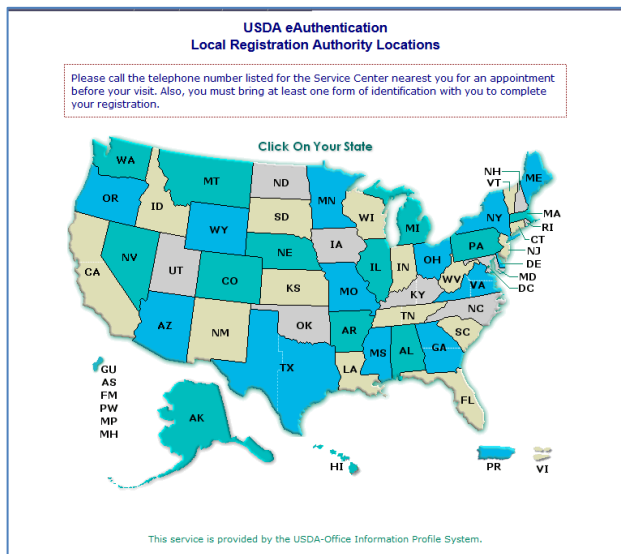 USDA eAuthentication
Local Registration Authority Locations
Please call the telephone number listed for the Service Center nearest you for an appointment
before your visit. Also, you must bring at least one form of identification with you to complete
your registration.
Click On Your State
WA
MT
ND
MN
NH
VT
ME
OR
ID
SD
WI
MI
NY
MA
RI
CT
NJ
DE
MD
DC
WY
NE
IA
IL
IN
OH
PA
NV
UT
CO
KS
MO
KY
WV
VA
CA
AZ
NM
OK
AR
TN
NC
SC
TX
LA
MS
AL
GA
FL
GU
AS
FM
PW
MP
MH
AK
HI
PR
VI
This service is provided by the USDA-Office Information Profile System.